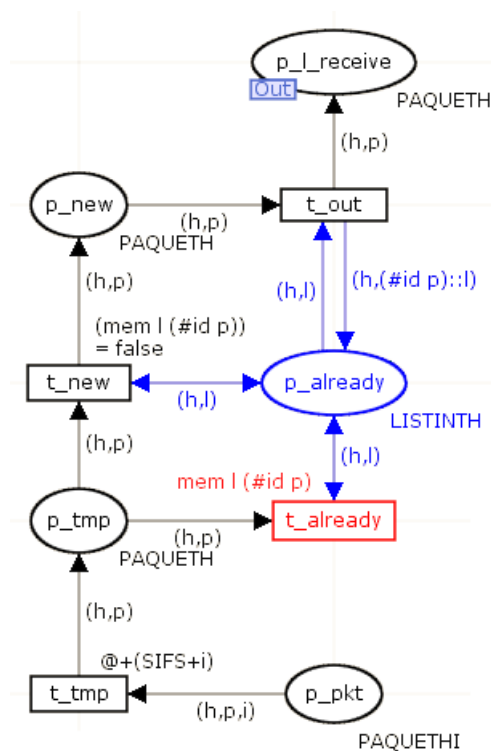 p_l_receive
Out
PAQUETH
(h,p)
p_new
(h,p)
t_out
PAQUETH
(h,p)
(h,l)
(h,(#id p)::l)
(mem l (#id p))
= false
t_new
(h,l)
p_already
LISTINTH
(h,p)
(h,l)
mem l (#id p)
p_tmp
(h,p)
t_already
PAQUETH
(h,p)
@+(SIFS+i)
t_tmp
(h,p,i)
p_pkt
PAQUETHI